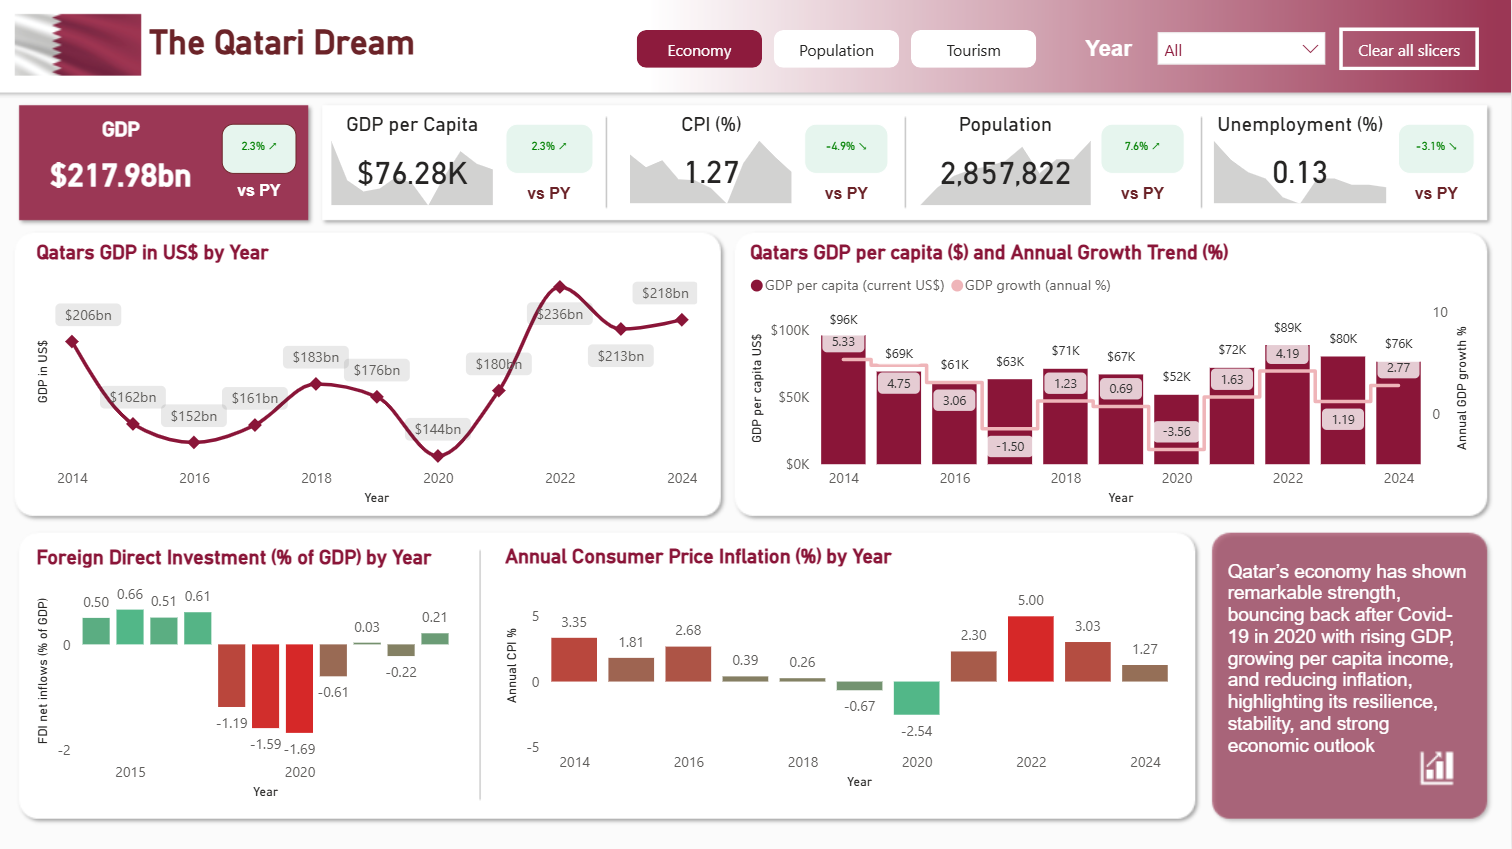 The Qatari Dream
Economy
Population
Tourism
Year
All
Clear all slicers
GDP
$217.98bn
2.3% ↗
vs PY
GDP per Capita
$76.28K
2.3% ↗
vs PY
CPI (%)
1.27
-4.9% ↘
vs PY
Population
2,857,822
7.6% ↗
vs PY
Unemployment (%)
0.13
-3.1% ↘
vs PY
Qatars GDP in US$ by Year
GDP in US$
$206bn
$162bn
$152bn
$161bn
$183bn
$176bn
$144bn
$180bn
$236bn
$213bn
$218bn
2014
2016
2018
2020
2022
2024
Year
Qatars GDP per capita ($) and Annual Growth Trend (%)
GDP per capita (current US$)
GDP growth (annual %)
GDP per capita US$
$100K
$50K
$0K
$96K
$69K
$61K
$63K
$71K
$67K
$52K
$72K
$89K
$80K
$76K
5.33
4.75
3.06
-1.50
1.23
0.69
-3.56
1.63
4.19
1.19
2.77
10
0
Annual GDP growth %
2014
2016
2018
2020
2022
2024
Year
Foreign Direct Investment (% of GDP) by Year
FDI net inflows (% of GDP)
0
-2
0.50
0.66
0.51
0.61
-1.19
-1.59
-1.69
-0.61
0.03
-0.22
0.21
2015
2020
Year
Annual Consumer Price Inflation (%) by Year
Annual CPI %
5
0
-5
3.35
1.81
2.68
0.39
0.26
-0.67
-2.54
2.30
5.00
3.03
1.27
2014
2016
2018
2020
2022
2024
Year
Qatar’s economy has shown
remarkable strength,
bouncing back after Covid-
19 in 2020 with rising GDP,
growing per capita income,
and reducing inflation,
highlighting its resilience,
stability, and strong
economic outlook